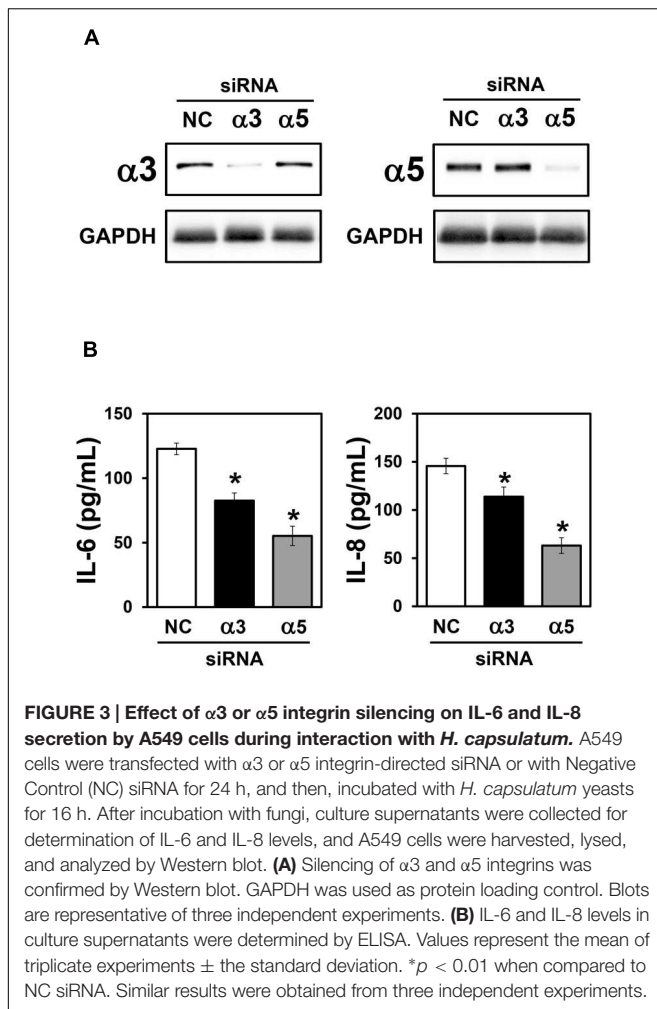 A
siRNA
NC α3 α5
α3
GAPDH
siRNA
NC α3 α5
α5
GAPDH
B
IL-6 (pg/mL)
150
100
50
0
*
*
NC α3 α5
siRNA
IL-8 (pg/mL)
200
150
100
50
0
*
*
NC α3 α5
siRNA
FIGURE 3 | Effect of α3 or α5 integrin silencing on IL-6 and IL-8
secretion by A549 cells during interaction with H. capsulatum. A549
cells were transfected with α3 or α5 integrin-directed siRNA or with Negative
Control (NC) siRNA for 24 h, and then, incubated with H. capsulatum yeasts
for 16 h. After incubation with fungi, culture supernatants were collected for
determination of IL-6 and IL-8 levels, and A549 cells were harvested, lysed,
and analyzed by Western blot. (A) Silencing of α3 and α5 integrins was
confirmed by Western blot. GAPDH was used as protein loading control. Blots
are representative of three independent experiments. (B) IL-6 and IL-8 levels in
culture supernatants were determined by ELISA. Values represent the mean of
triplicate experiments ± the standard deviation. *p < 0.01 when compared to
NC siRNA. Similar results were obtained from three independent experiments.